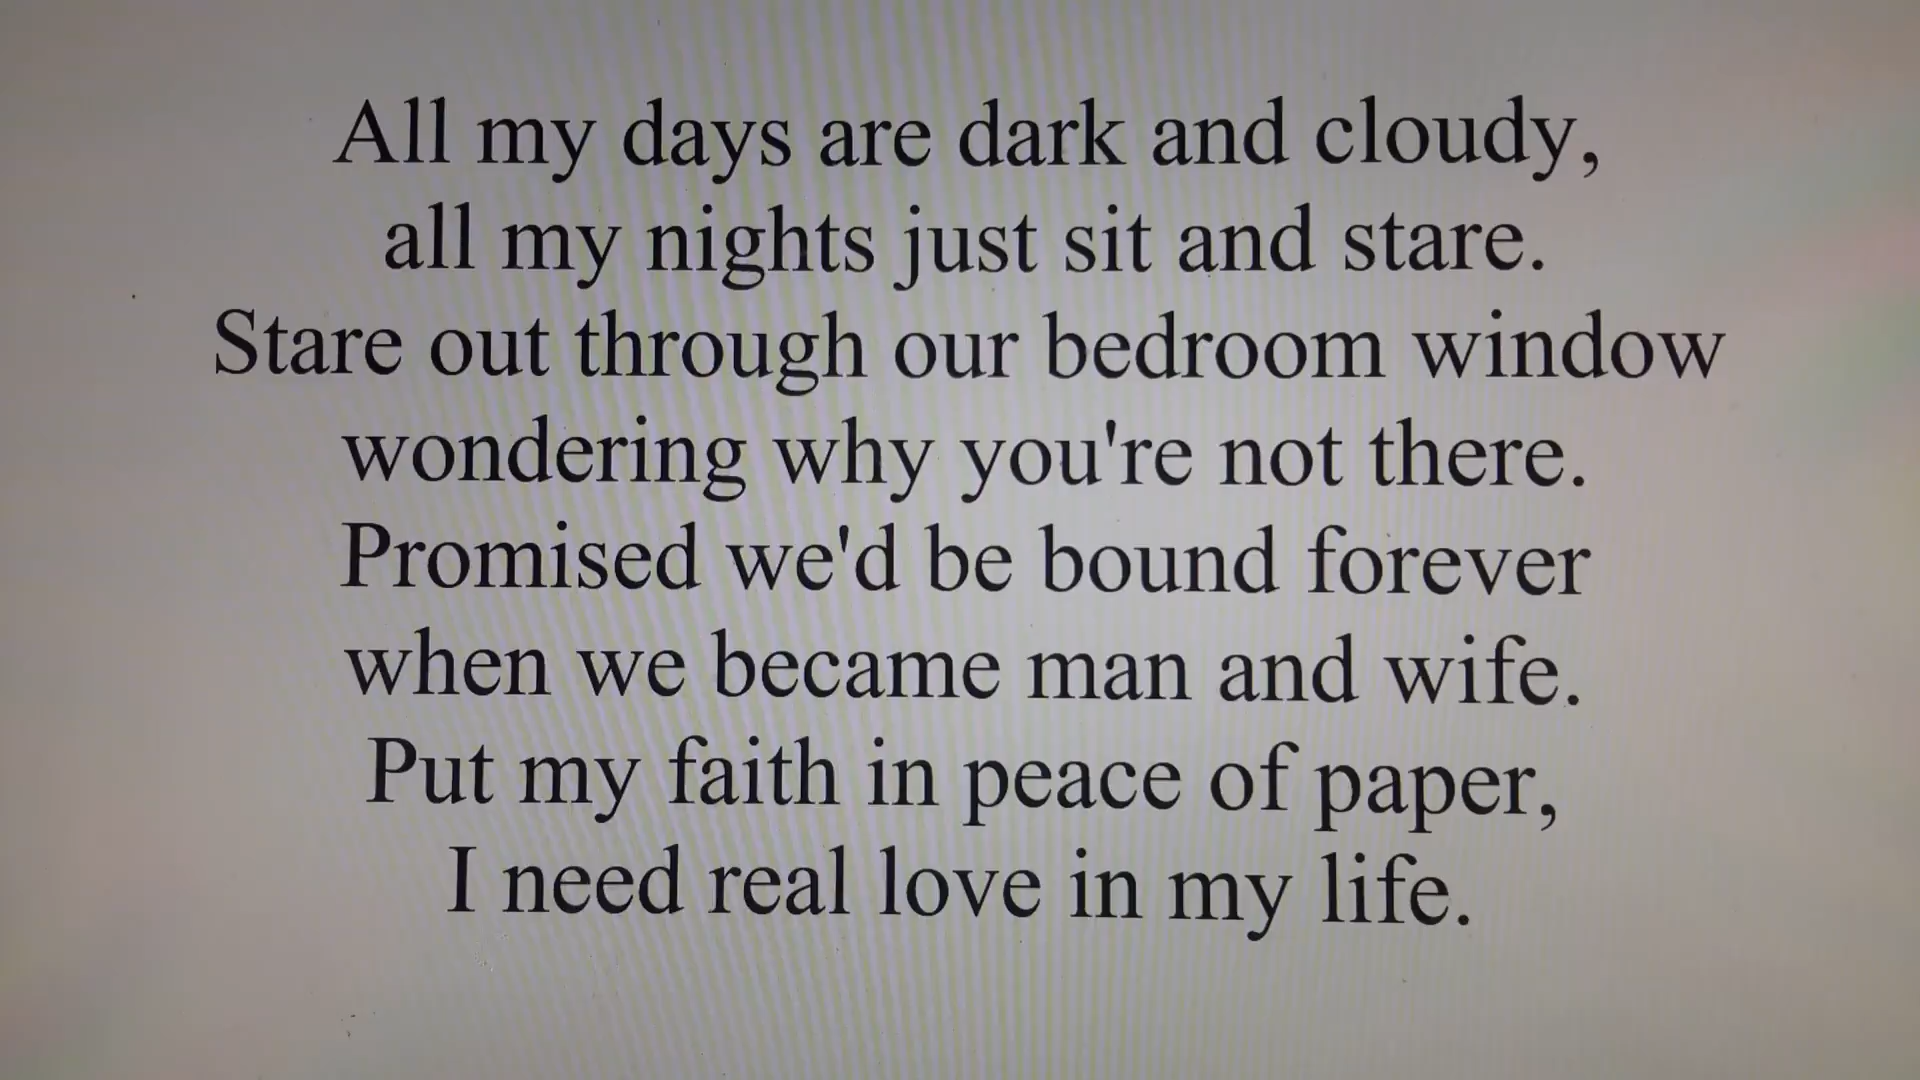 All my days are dark and cloudy,
all my nights just sit and stare.
Stare out through our bedroom window
wondering why you're not there.
Promised we'd be bound forever
when we became man and wife.
Put my faith in peace of paper,
I need real love in my life.